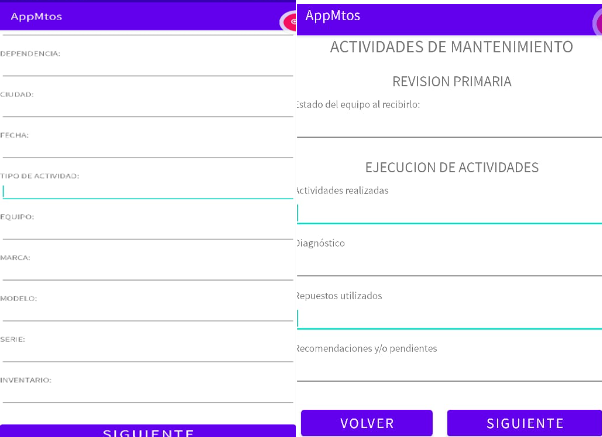 AppMtos
DEPENDENCIA:
CIUDAD:
FECHA:
TIPO DE ACTIVIDAD:
EQUIPO:
MARCA:
MODELO:
SERIE:
INVENTARIO:
SIGUIENTE
AppMtos
ACTIVIDADES DE MANTENIMIENTO
REVISION PRIMARIA
Estado del equipo al recibirlo:
EJECUCION DE ACTIVIDADES
Actividades realizadas
Diagnóstico
Repuestos utilizados
Recomendaciones y/o pendientes
VOLVER SIGUIENTE